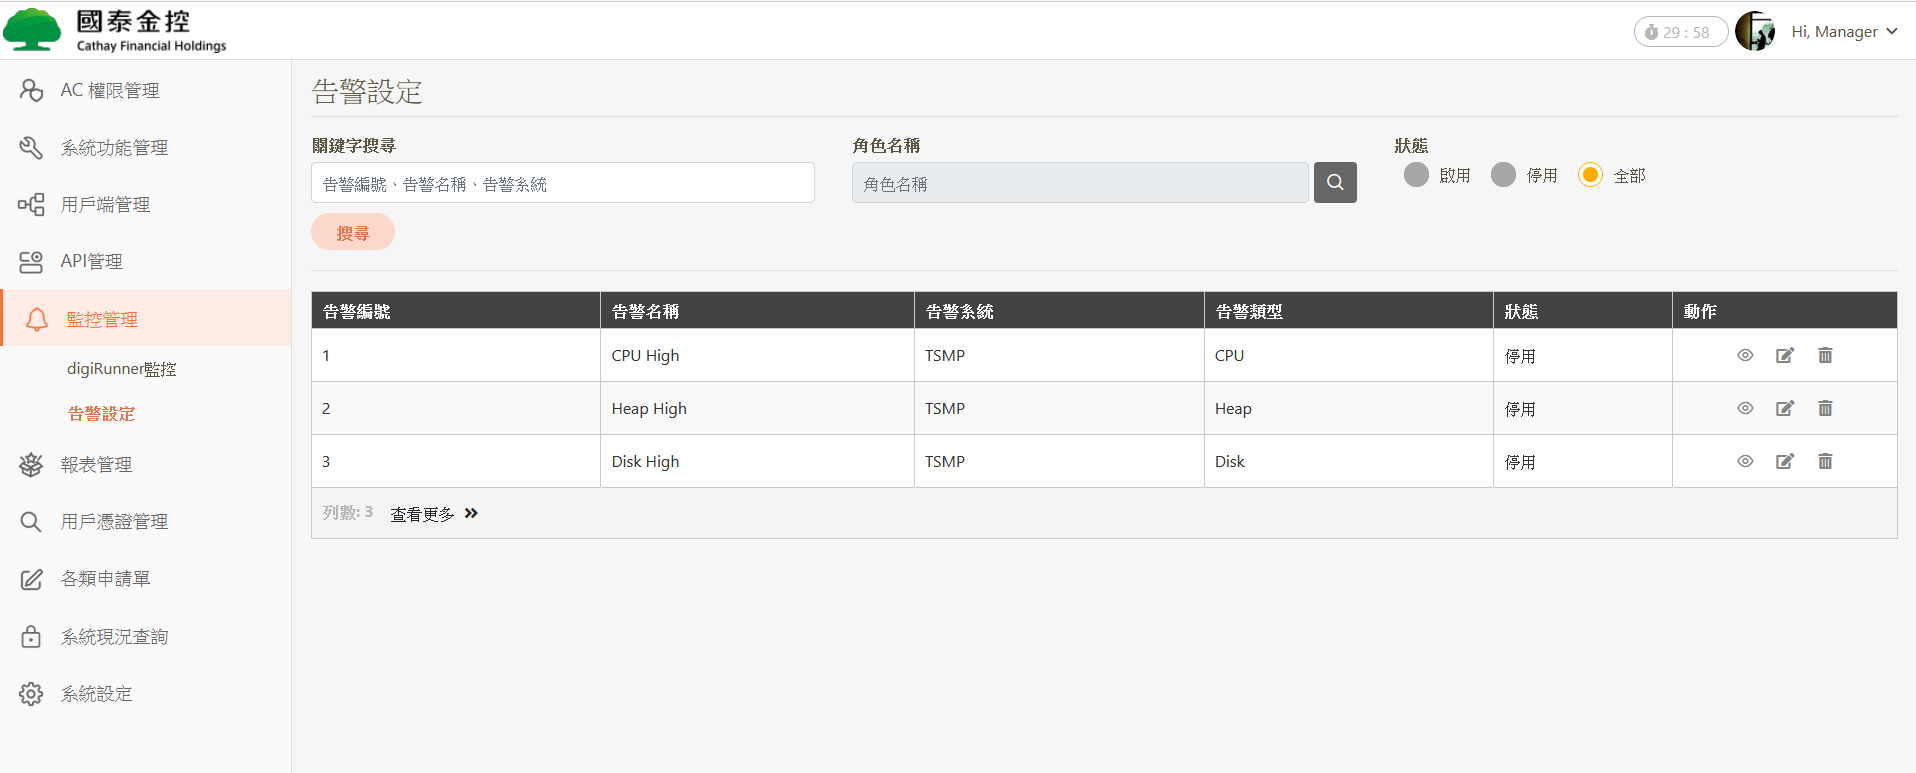 國泰金控
Cathay Financial Holdings
29 : 58
Hi, Manager
AC 權限管理
系統功能管理
用戶端管理
API管理
監控管理
digiRunner監控
告警設定
報表管理
用戶憑證管理
各類申請單
系統現況查詢
系統設定
告警設定
關鍵字搜尋 角色名稱 狀態
告警編號、告警名稱、告警系統 角色名稱 啟用 停用 全部
搜尋
告警編號 告警名稱 告警系統 告警類型 狀態 動作
1 CPU High TSMP CPU 停用
2 Heap High TSMP Heap 停用
3 Disk High TSMP Disk 停用
列數: 3 查看更多 »